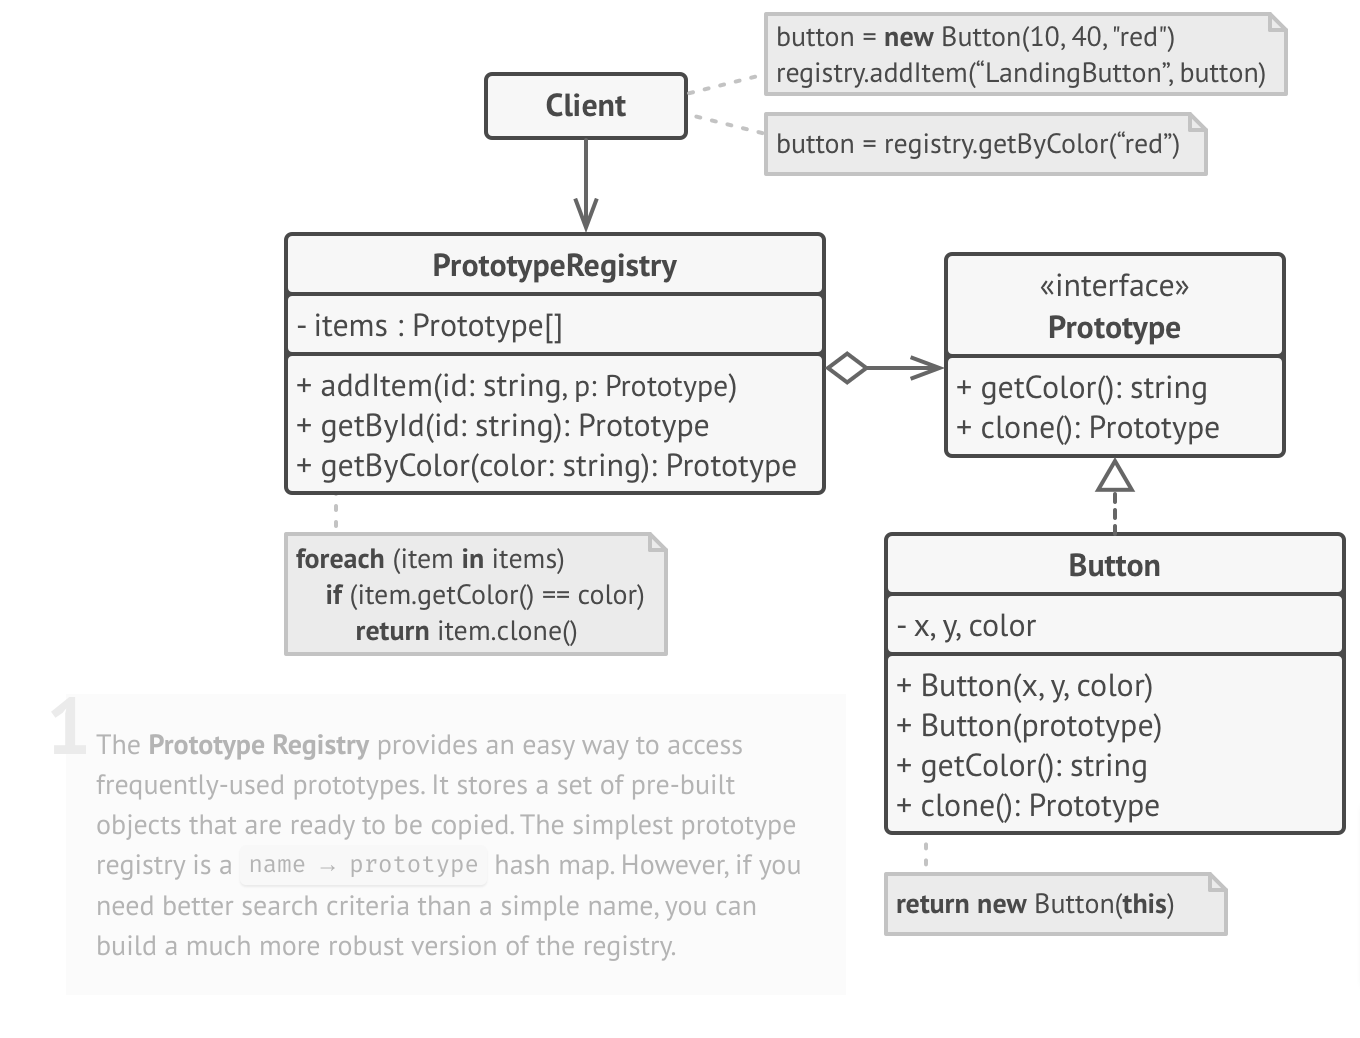 button = new Button(10, 40, "red")
registry.addItem(“LandingButton”, button)
Client
button = registry.getByColor(“red”)
PrototypeRegistry
- items : Prototype[]
+ addItem(id: string, p: Prototype)
+ getById(id: string): Prototype
+ getByColor(color: string): Prototype
«interface»
Prototype
+ getColor(): string
+ clone(): Prototype
foreach (item in items)
if (item.getColor() == color)
return item.clone()
Button
- x, y, color
+ Button(x, y, color)
+ Button(prototype)
+ getColor(): string
+ clone(): Prototype
return new Button(this)
1
The Prototype Registry provides an easy way to access
frequently-used prototypes. It stores a set of pre-built
objects that are ready to be copied. The simplest prototype
registry is a name → prototype hash map. However, if you
need better search criteria than a simple name, you can
build a much more robust version of the registry.